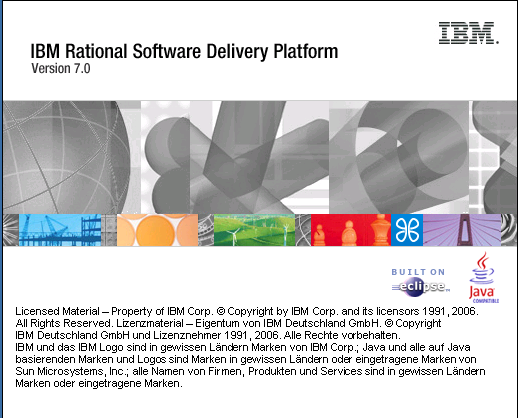 IBM Rational Software Delivery Platform
IBM.
Version 7.0
BUILT ON
eclipse™
Java
COMPATIBLE
Licensed Material – Property of IBM Corp. © Copyright by IBM Corp. and its licensors 1991, 2006.
All Rights Reserved. Lizenzmaterial – Eigentum von IBM Deutschland GmbH. © Copyright
IBM Deutschland GmbH und Lizenznehmer 1991, 2006. Alle Rechte vorbehalten.
IBM und das IBM Logo sind in gewissen Ländern Marken von IBM Corp.; Java und alle auf Java
basierenden Marken und Logos sind Marken in gewissen Ländern oder eingetragene Marken von
Sun Microsystems, Inc.; alle Namen von Firmen, Produkten und Services sind in gewissen Ländern
Marken oder eingetragene Marken.